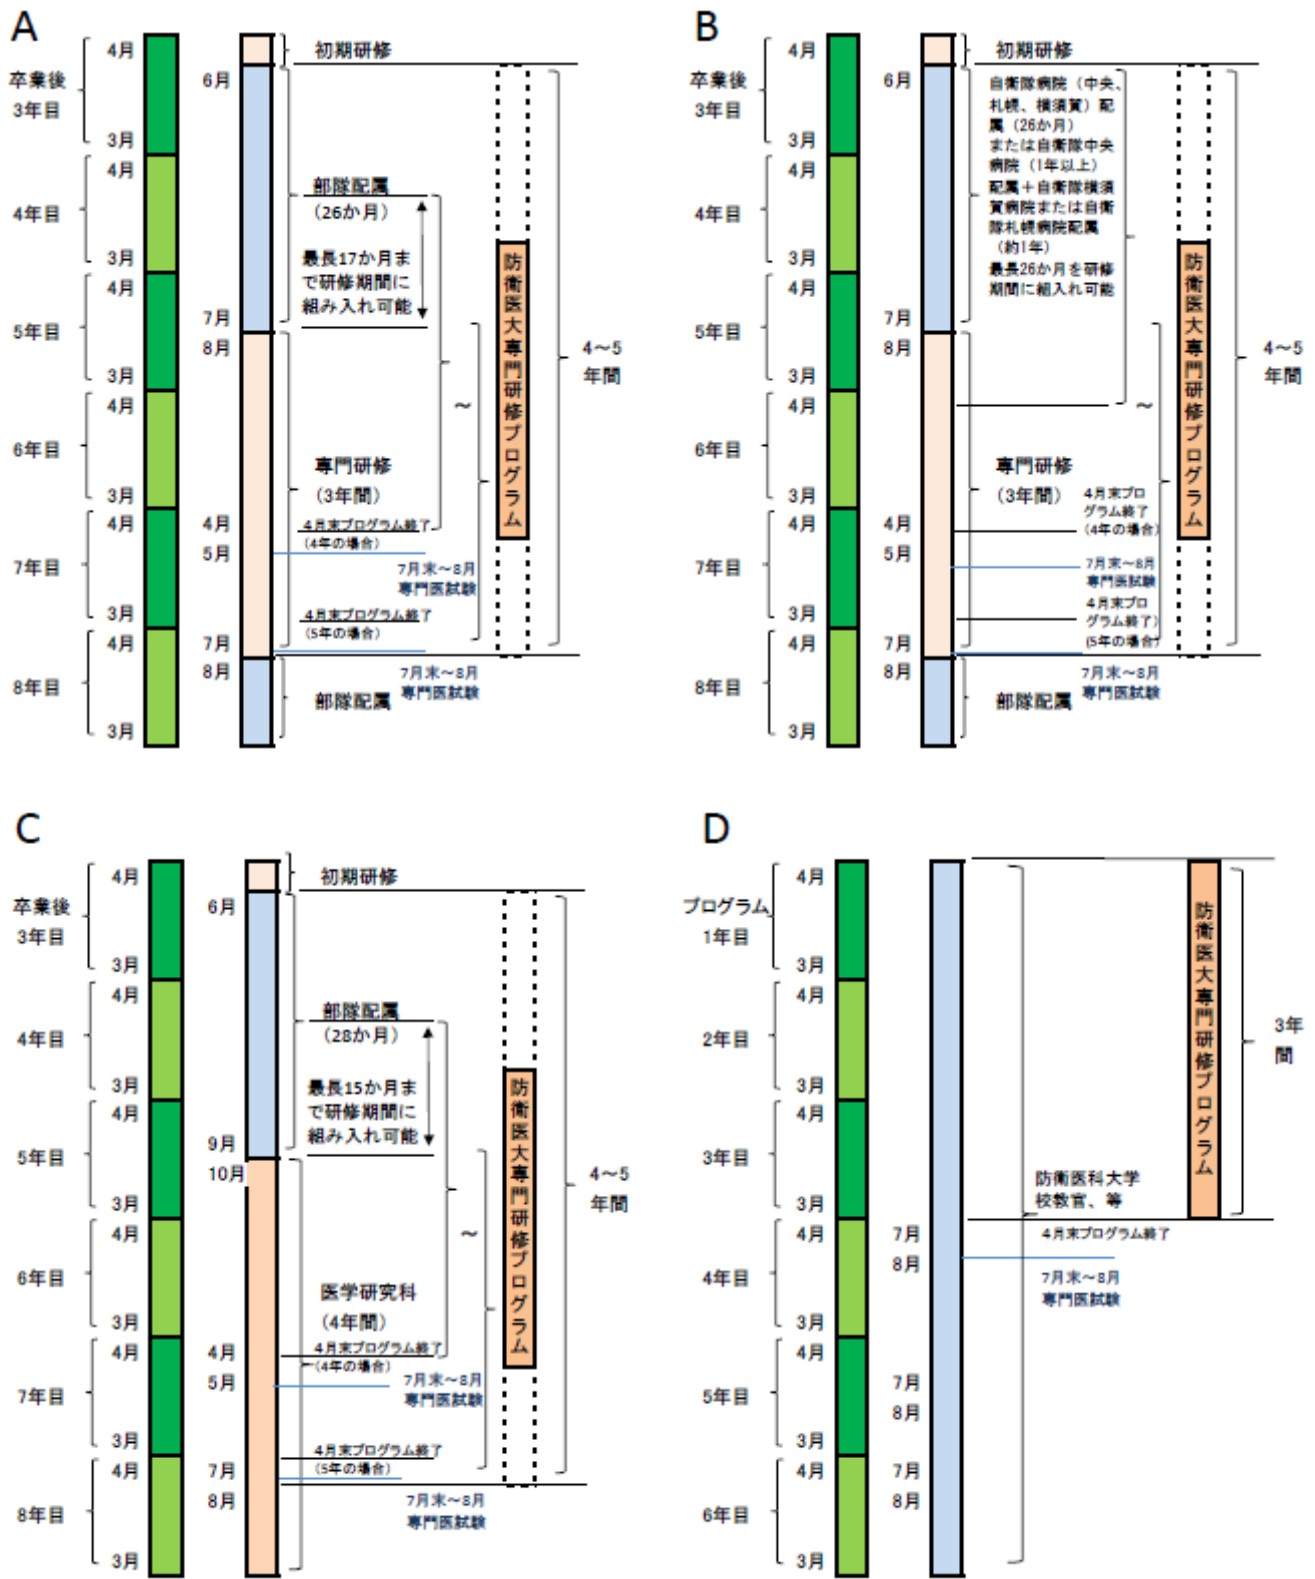 A
卒業後
3年目
4月
3月
4年目
4月
3月
5年目
4月
3月
6年目
4月
3月
7年目
4月
3月
8年目
4月
3月
6月
7月
8月
4月
5月
7月
8月
初期研修
部隊配属
(26か月)
最長17か月ま
で研修期間に
組み入れ可能
専門研修
(3年間)
4月末プログラム終了
(4年の場合)
7月末～8月
専門医試験
4月末プログラム終了
(5年の場合)
7月末～8月
専門医試験
部隊配属
～
防衛医大専門研修プログラム
4～5
年間
B
卒業後
3年目
4月
3月
4年目
4月
3月
5年目
4月
3月
6年目
4月
3月
7年目
4月
3月
8年目
4月
3月
6月
7月
8月
4月
5月
7月
8月
初期研修
自衛隊病院（中央、
札幌、横須賀）配
属（26か月）
または自衛隊中央
病院（1年以上）
配属＋自衛隊横須
賀病院または自衛
隊札幌病院配属
(約1年)
最長26か月を研修
期間に組入れ可能
専門研修
(3年間)
4月末プロ
グラム終了
(4年の場合)
7月末～8月
専門医試験
4月末プロ
グラム終了)
(5年の場合)
7月末～8月
専門医試験
部隊配属
～
防衛医大専門研修プログラム
4～5
年間
C
卒業後
3年目
4月
3月
4年目
4月
3月
5年目
4月
3月
6年目
4月
3月
7年目
4月
3月
8年目
4月
3月
6月
9月
10月
4月
5月
7月
8月
初期研修
部隊配属
(28か月)
最長15か月ま
で研修期間に
組み入れ可能
医学研究科
(4年間)
4月末プログラム終了
(4年の場合)
7月末～8月
専門医試験
4月末プログラム終了
(5年の場合)
7月末～8月
専門医試験
～
防衛医大専門研修プログラム
4～5
年間
D
プログラム
1年目
4月
3月
2年目
4月
3月
3年目
4月
3月
4年目
4月
3月
5年目
4月
3月
6年目
4月
3月
7月
8月
7月
8月
7月
8月
防衛医科大学
校教官、等
4月末プログラム終了
7月末～8月
専門医試験
防衛医大専門研修プログラム
3年
間